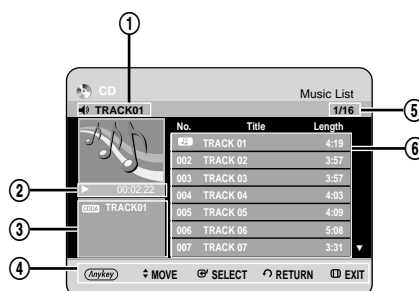 1
CD Music List
TRACK01 1/16 5
No. Title Length
TRACK 01 4:19 6
002 TRACK 02 3:57
003 TRACK 03 3:57
004 TRACK 04 4:03
005 TRACK 05 4:09
006 TRACK 06 5:08
007 TRACK 07 3:31
2 00:02:22
3 CDDA TRACK01
4 Anykey MOVE SELECT RETURN EXIT